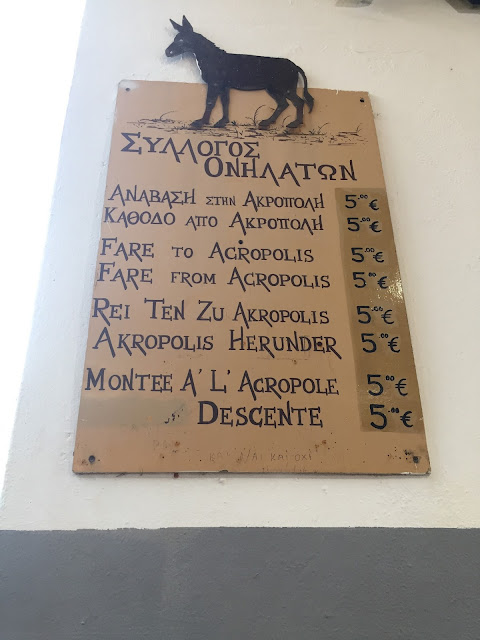 ΣΥΛΛΟΓΟΣ
ΟΝΗΛΑΤΩΝ
ΑΝΑΒΑΣΗ ΣΤΗΝ ΑΚΡΟΠΟΛΗ 5.00 €
ΚΑΘΟΔΟ ΑΠΟ ΑΚΡΟΠΟΛΗ 5.00 €
FARE TO ACROPOLIS 5.00 €
FARE FROM ACROPOLIS 5.00 €
REI TEN ZU AKROPOLIS 5.00 €
AKROPOLIS HERUNDER 5.00 €
MONTEE A' L' ACROPOLE 5.00 €
DESCENTE 5.00 €